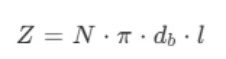 Z = N · π · d_b · l